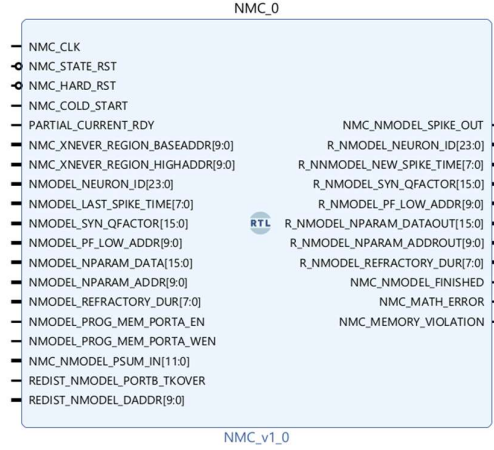 NMC_0
NMC_CLK
NMC_STATE_RST
NMC_HARD_RST
NMC_COLD_START
PARTIAL_CURRENT_RDY
NMC_XNEVER_REGION_BASEADDR[9:0]
NMC_XNEVER_REGION_HIGHADDR[9:0]
NMODEL_NEURON_ID[23:0]
NMODEL_LAST_SPIKE_TIME[7:0]
NMODEL_SYN_QFACTOR[15:0]
NMODEL_PF_LOW_ADDR[9:0]
NMODEL_NPARAM_DATA[15:0]
NMODEL_NPARAM_ADDR[9:0]
NMODEL_REFRACTORY_DUR[7:0]
NMODEL_PROG_MEM_PORTA_EN
NMODEL_PROG_MEM_PORTA_WEN
NMC_NMODEL_PSUM_IN[11:0]
REDIST_NMODEL_PORTB_TKOVER
REDIST_NMODEL_DADDR[9:0]
RTL
NMC_NMODEL_SPIKE_OUT
R_NMODEL_NEURON_ID[23:0]
R_NNMODEL_NEW_SPIKE_TIME[7:0]
R_NMODEL_SYN_QFACTOR[15:0]
R_NMODEL_PF_LOW_ADDR[9:0]
R_NMODEL_NPARAM_DATAOUT[15:0]
R_NMODEL_NPARAM_ADDROUT[9:0]
R_NMODEL_REFRACTORY_DUR[7:0]
NMC_NMODEL_FINISHED
NMC_MATH_ERROR
NMC_MEMORY_VIOLATION
NMC_v1_0